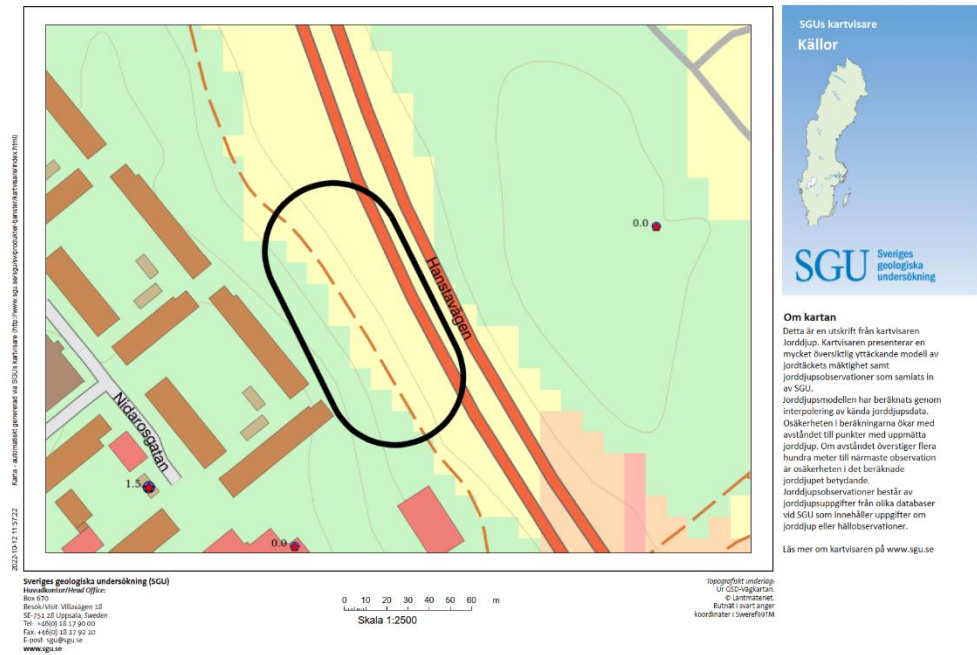 SGUs kartvisare
Källor
SGU Sveriges
geologiska
undersökning
Om kartan
Detta är en utskrift från kartvisaren
Jorddjup. Kartvisaren presenterar en
mycket översiktlig yttäckande modell av
jordtäckets mäktighet samt
jorddjupsobservationer som samlats in
av SGU.
Jorddjupsmodellen har beräknats genom
interpolering av kända jorddjupsdata.
Osäkerheten i beräkningarna ökar med
avståndet till punkter med uppmätta
jorddjup. Om avståndet överstiger flera
hundra meter till närmaste observation
är osäkerheten i det beräknade
jorddjupet betydande.
Jorddjupsobservationer består av
jorddjupsuppgifter från olika databaser
vid SGU som innehåller uppgifter om
jorddjup eller hällobservationer.
Läs mer om kartvisaren på www.sgu.se
Hanstavägen
Nidarosgatan
0.0
1.5
0.0
Karta - automatiskt genererad via SGUs kartvisare
2022-10-12 11:57:22
Sveriges geologiska undersökning (SGU)
Huvudkontor/Head Office:
Box 670
Besök/Visit: Villavägen 18
SE-751 28 Uppsala, Sweden
Tel: +46(0) 18 17 90 00
Fax: +46(0) 18 17 92 10
E-post: sgu@sgu.se
www.sgu.se
0 10 20 30 40 50 60 m
Skala 1:2500
Topografiskt underlag:
Ur GSD-Vägkartan.
© Lantmäteriet.
Rutnät i svart anger
koordinater i Sweref99TM